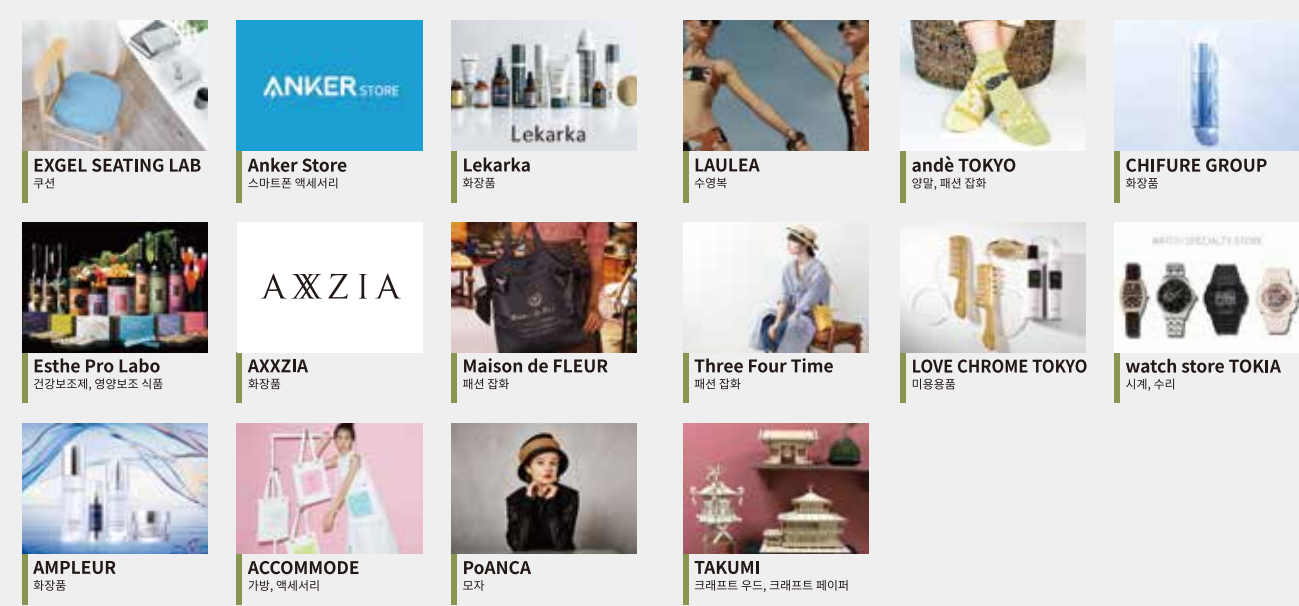 ANKER STORE
Lekarka
EXGEL SEATING LAB
쿠션
Anker Store
스마트폰 액세서리
Lekarka
화장품
LAULEA
수영복
andè TOKYO
양말, 패션 잡화
CHIFURE GROUP
화장품
AXXZIA
WATCH SPECIALTY STORE
Esthe Pro Labo
건강보조제, 영양보조 식품
AXXZIA
화장품
Maison de FLEUR
패션 잡화
Three Four Time
패션 잡화
LOVE CHROME TOKYO
미용용품
watch store TOKIA
시계, 수리
AMPLEUR
화장품
ACCOMMODE
가방, 액세서리
PoANCA
모자
TAKUMI
크래프트 우드, 크래프트 페이퍼